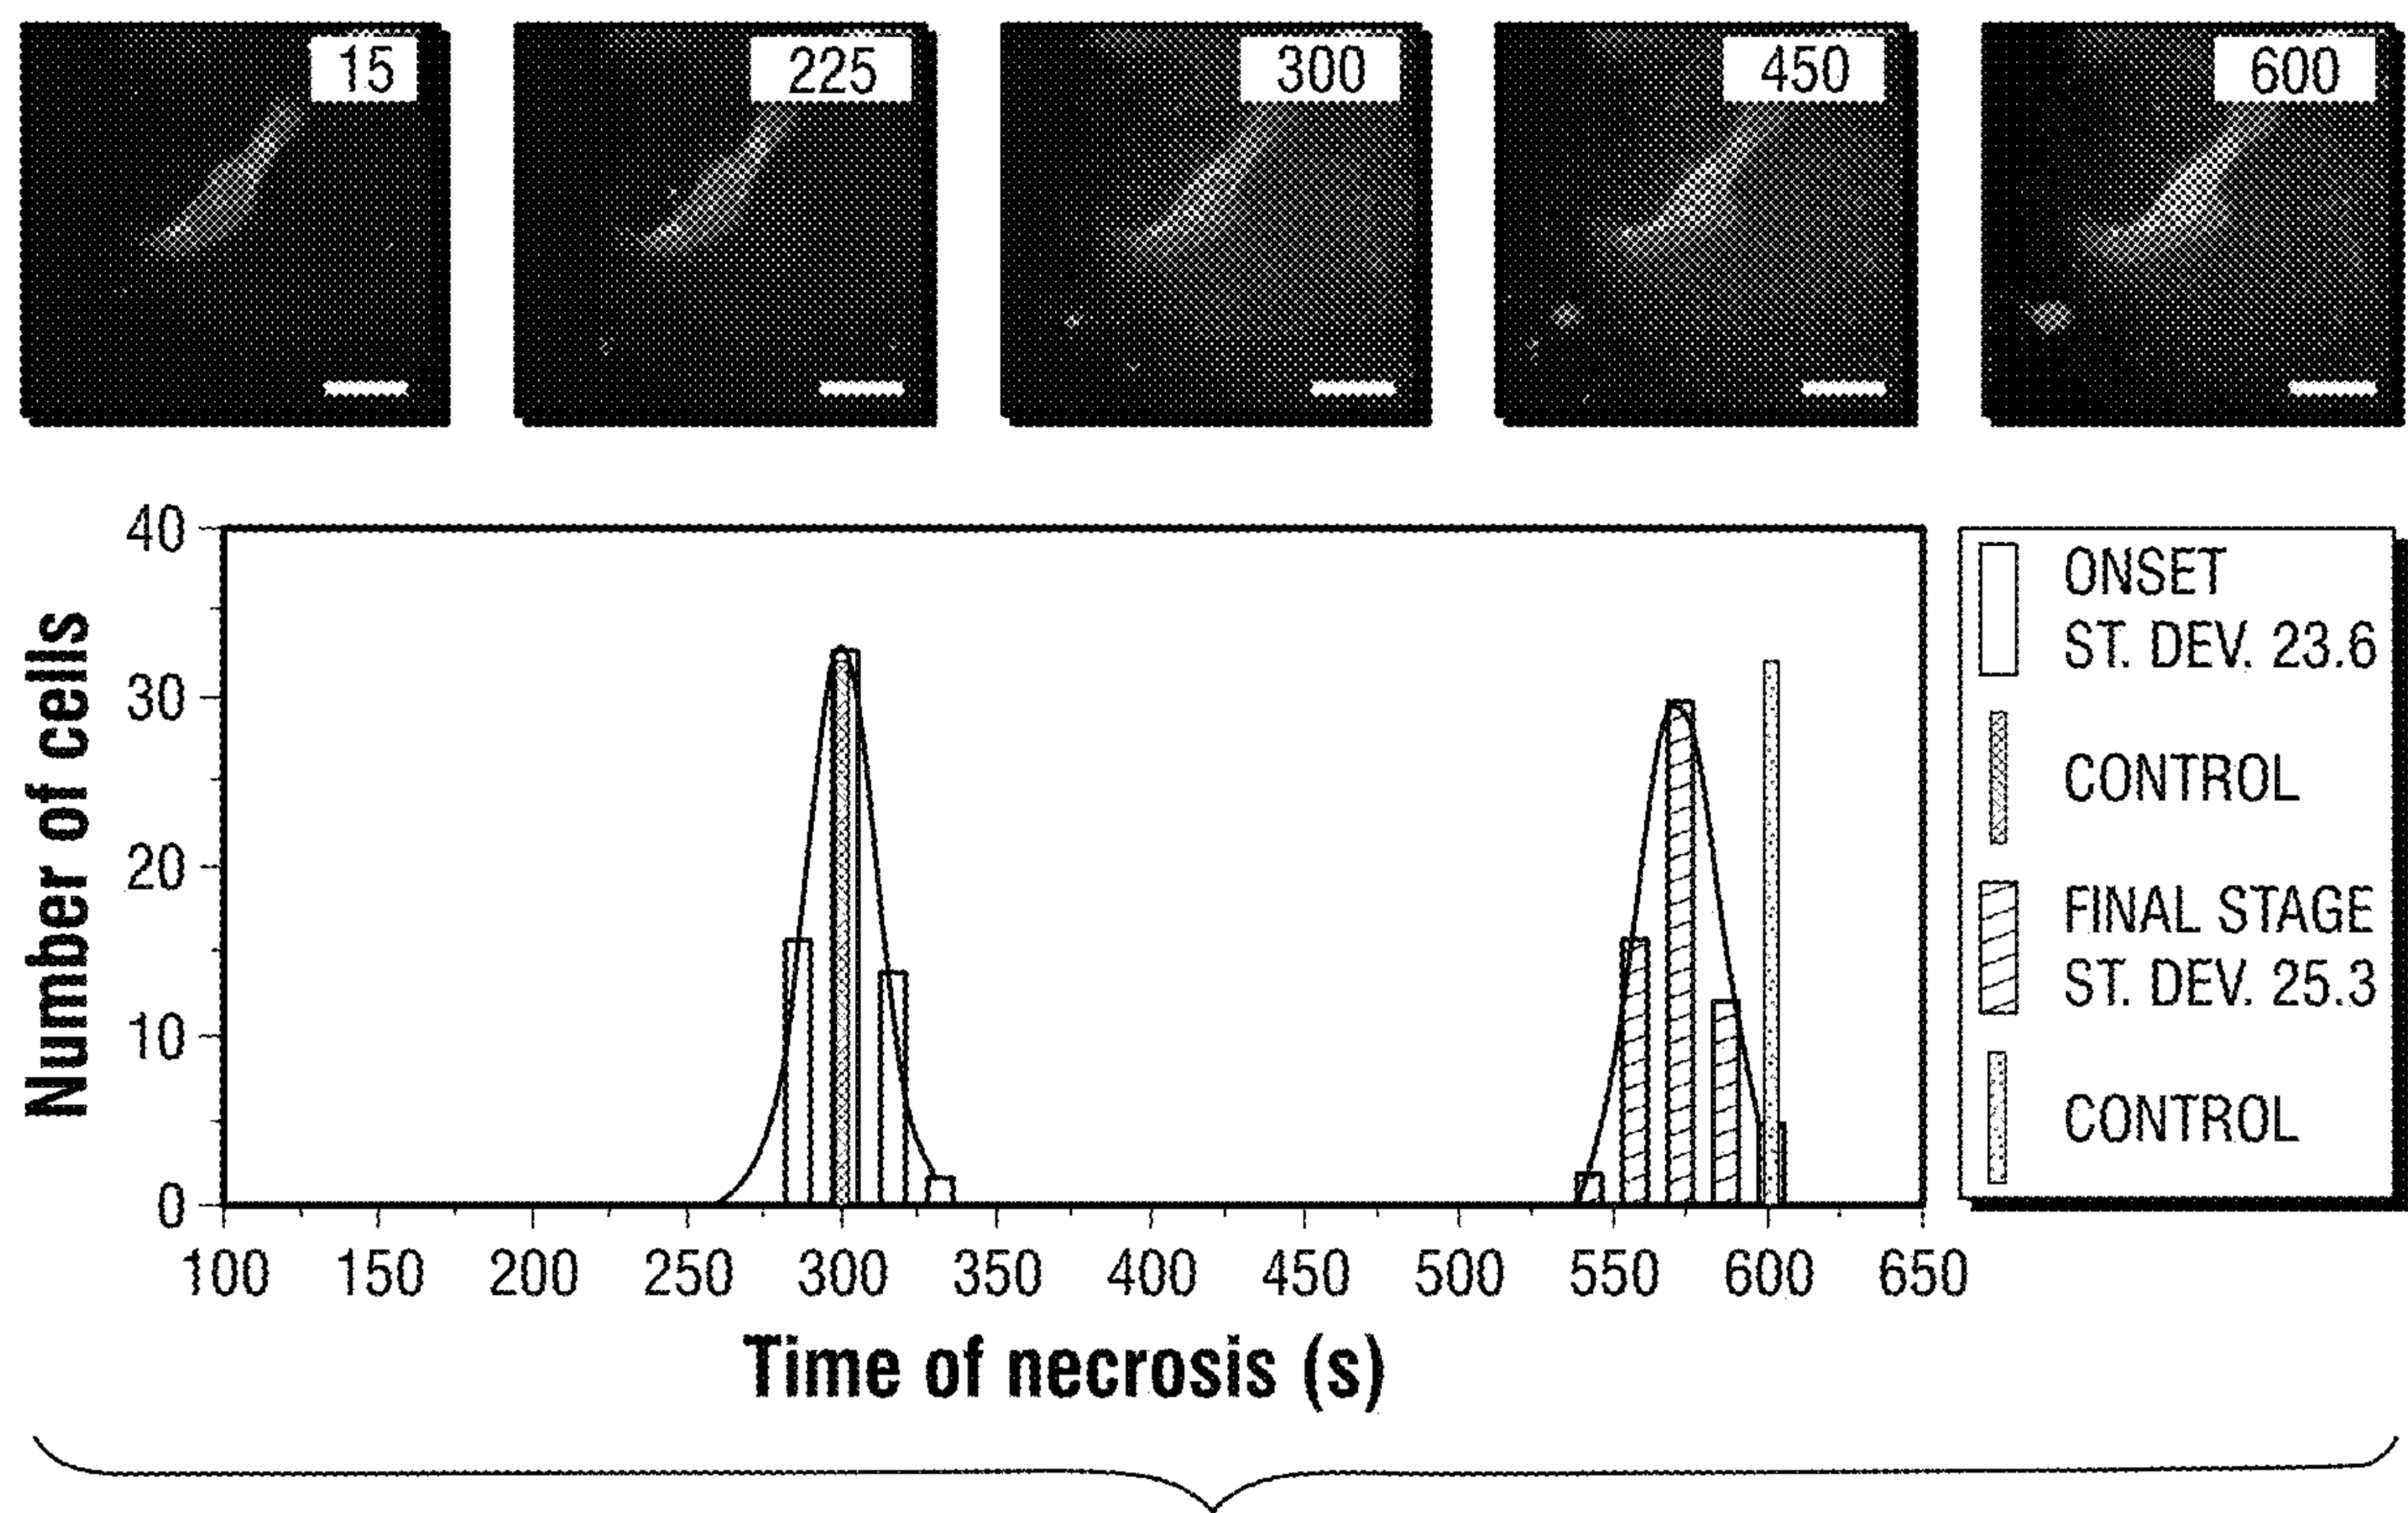 15
225
300
450
600
40
30
20
10
0
Number of cells
100 150 200 250 300 350 400 450 500 550 600 650
Time of necrosis (s)
ONSET
ST. DEV. 23.6
CONTROL
FINAL STAGE
ST. DEV. 25.3
CONTROL